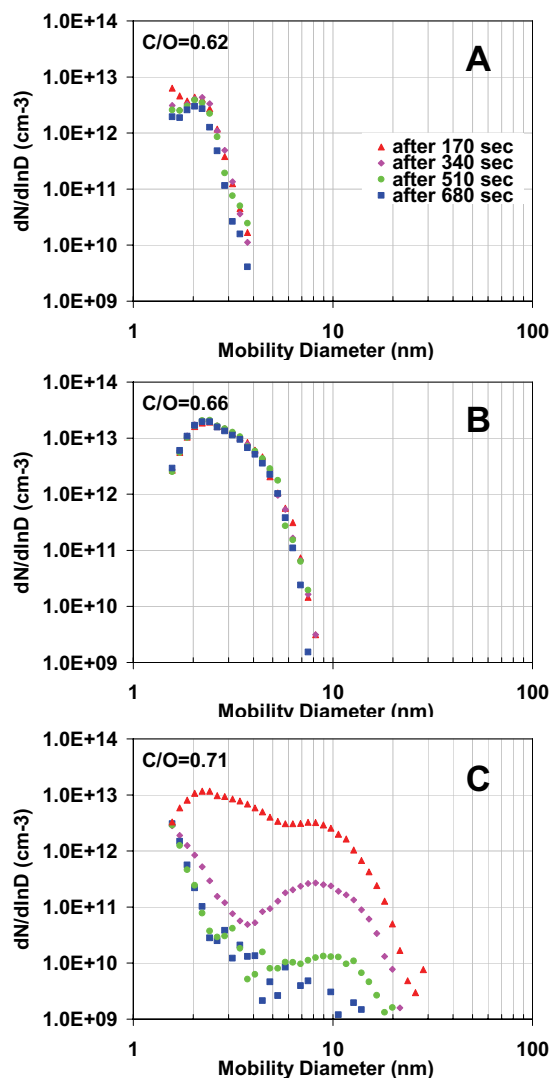 1.0E+14
C/O=0.62
A
1.0E+13
1.0E+12
1.0E+11
1.0E+10
1.0E+09
dN/dlnD (cm-3)
after 170 sec
after 340 sec
after 510 sec
after 680 sec
1
10
100
Mobility Diameter (nm)
1.0E+14
C/O=0.66
B
1.0E+13
1.0E+12
1.0E+11
1.0E+10
1.0E+09
dN/dlnD (cm-3)
1
10
100
Mobility Diameter (nm)
1.0E+14
C/O=0.71
C
1.0E+13
1.0E+12
1.0E+11
1.0E+10
1.0E+09
dN/dlnD (cm-3)
1
10
100
Mobility Diameter (nm)